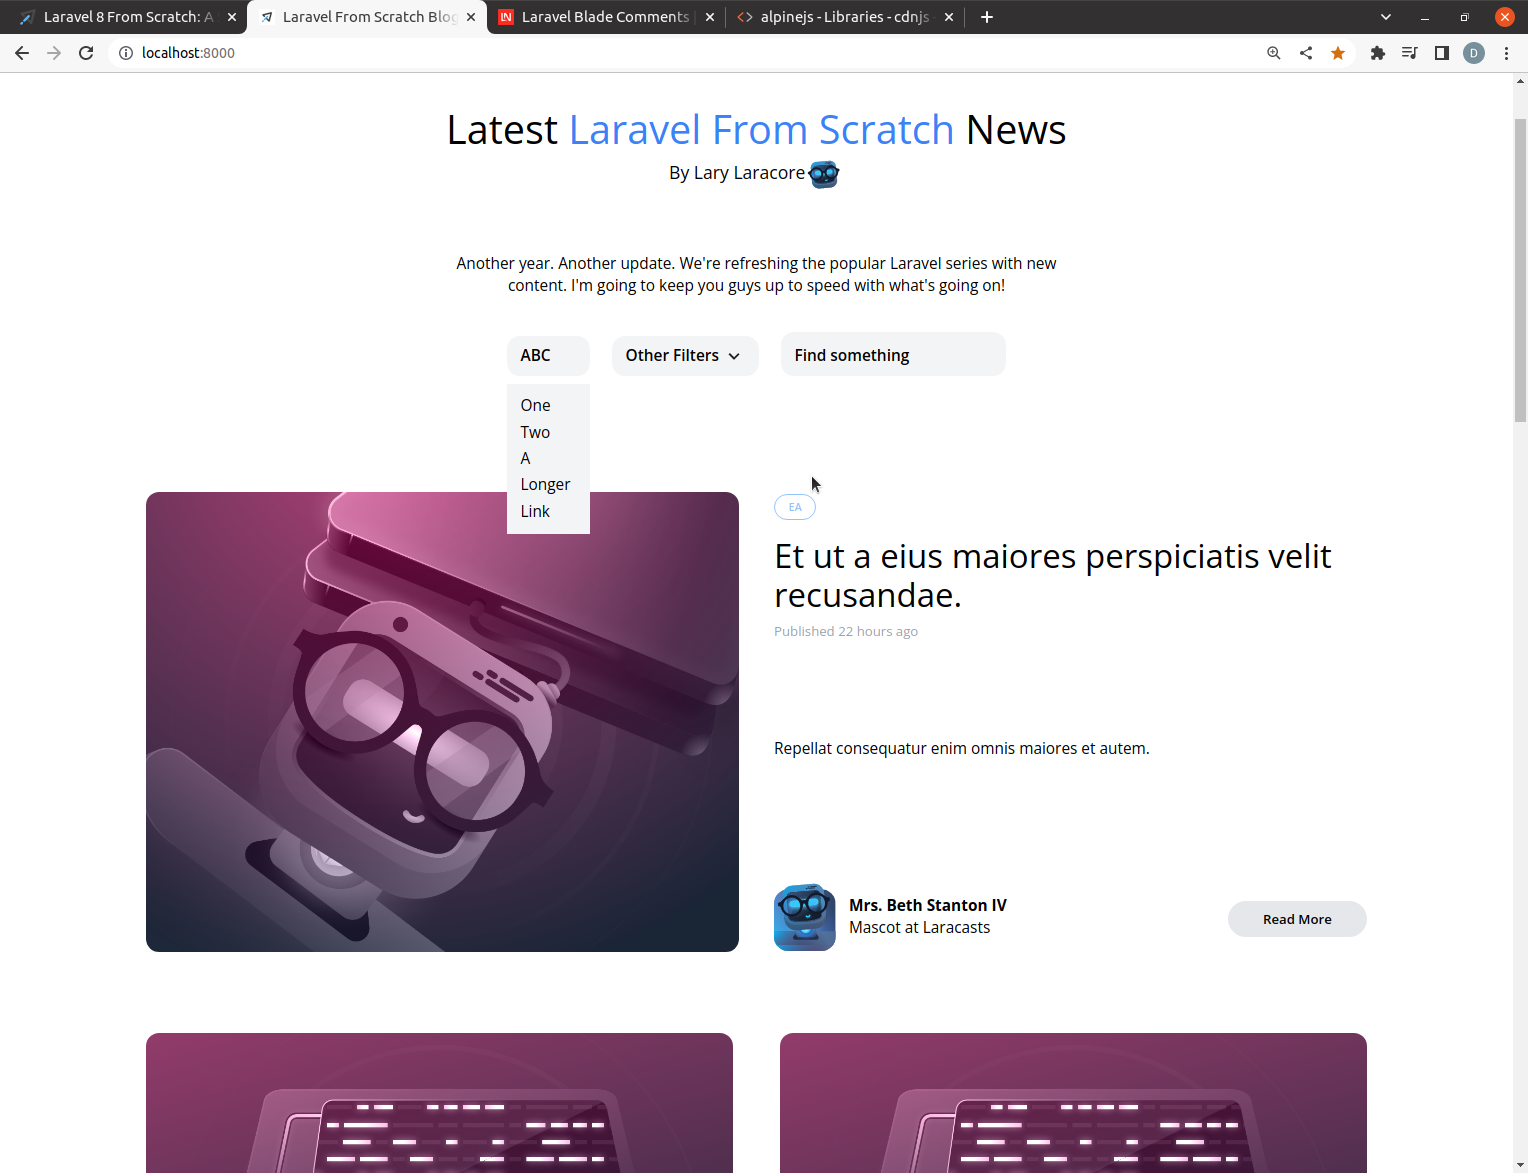 Laravel 8 From Scratch: A
Laravel From Scratch Blog
Laravel Blade Comments
alpinejs - Libraries - cdnjs
localhost:8000
D
Latest Laravel From Scratch News
By Lary Laracore
Another year. Another update. We're refreshing the popular Laravel series with new
content. I'm going to keep you guys up to speed with what's going on!
ABC
Other Filters
Find something
One
Two
A
Longer
Link
EA
Et ut a eius maiores perspiciatis velit
recusandae.
Published 22 hours ago
Repellat consequatur enim omnis maiores et autem.
Mrs. Beth Stanton IV
Mascot at Laracasts
Read More